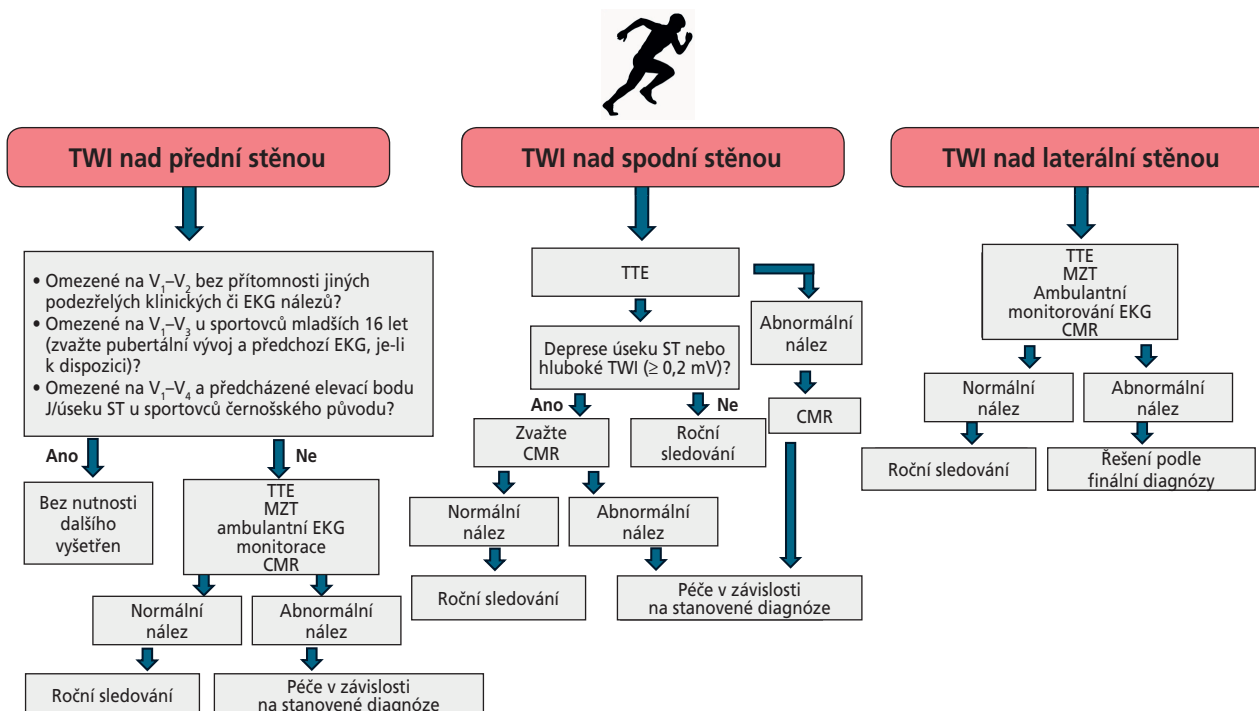 TWI nad přední stěnou
• Omezené na V₁–V₂ bez přítomnosti jiných
podezřelých klinických či EKG nálezů?
• Omezené na V₁–V₃ u sportovců mladších 16 let
(zvažte pubertální vývoj a předchozí EKG, je-li
k dispozici)?
• Omezené na V₁–V₄ a předcházené elevací bodu
J/úseku ST u sportovců černošského původu?
Ano
Ne
Bez nutnosti
dalšího
vyšetřen
TTE
MZT
ambulantní EKG
monitorace
CMR
Normální
nález
Abnormální
nález
Roční sledování
Péče v závislosti
na stanovené diagnóze
TWI nad spodní stěnou
TTE
Deprese úseku ST nebo
hluboké TWI (≥ 0,2 mV)?
Abnormální
nález
Ano
Ne
Zvažte
CMR
Roční
sledování
CMR
Normální
nález
Abnormální
nález
Roční sledování
Péče v závislosti
na stanovené diagnóze
TWI nad laterální stěnou
TTE
MZT
Ambulantní
monitorování EKG
CMR
Normální
nález
Abnormální
nález
Roční sledování
Řešení podle
finální diagnózy